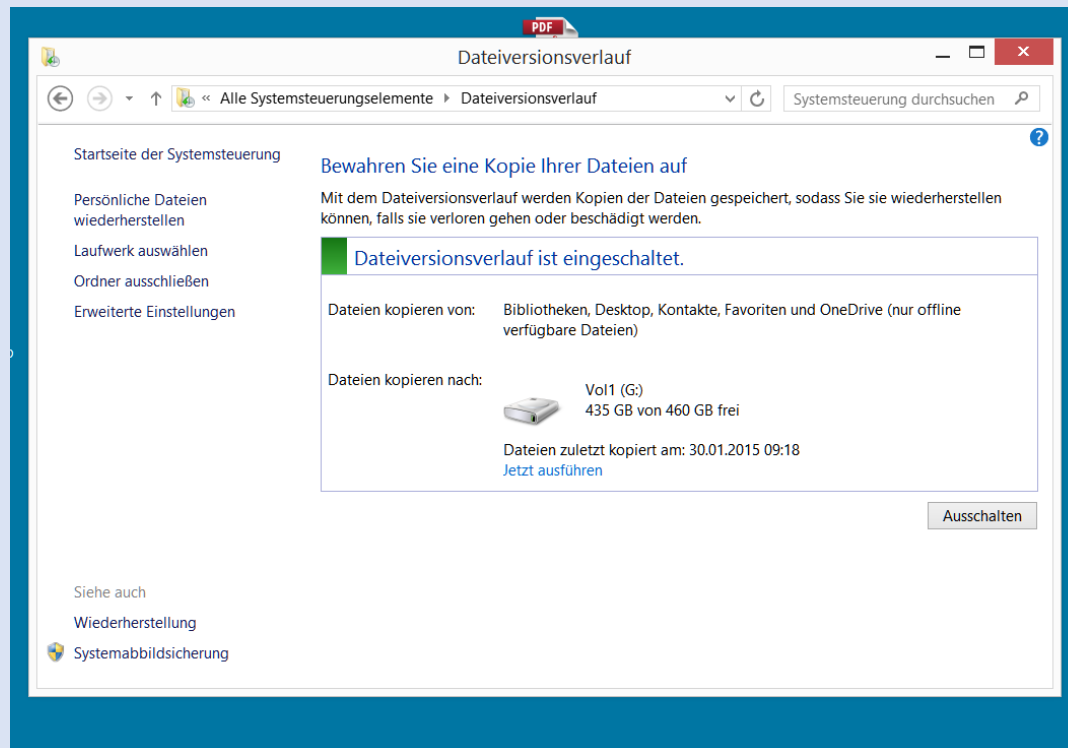 PDF
Dateiversionsverlauf
« Alle Systemsteuerungselemente Dateiversionsverlauf
Systemsteuerung durchsuchen
Startseite der Systemsteuerung
Persönliche Dateien
wiederherstellen
Laufwerk auswählen
Ordner ausschließen
Erweiterte Einstellungen
Bewahren Sie eine Kopie Ihrer Dateien auf
Mit dem Dateiversionsverlauf werden Kopien der Dateien gespeichert, sodass Sie sie wiederherstellen
können, falls sie verloren gehen oder beschädigt werden.
Dateiversionsverlauf ist eingeschaltet.
Dateien kopieren von: Bibliotheken, Desktop, Kontakte, Favoriten und OneDrive (nur offline
verfügbare Dateien)
Dateien kopieren nach:
Vol1 (G:)
435 GB von 460 GB frei
Dateien zuletzt kopiert am: 30.01.2015 09:18
Jetzt ausführen
Ausschalten
Siehe auch
Wiederherstellung
Systemabbildsicherung